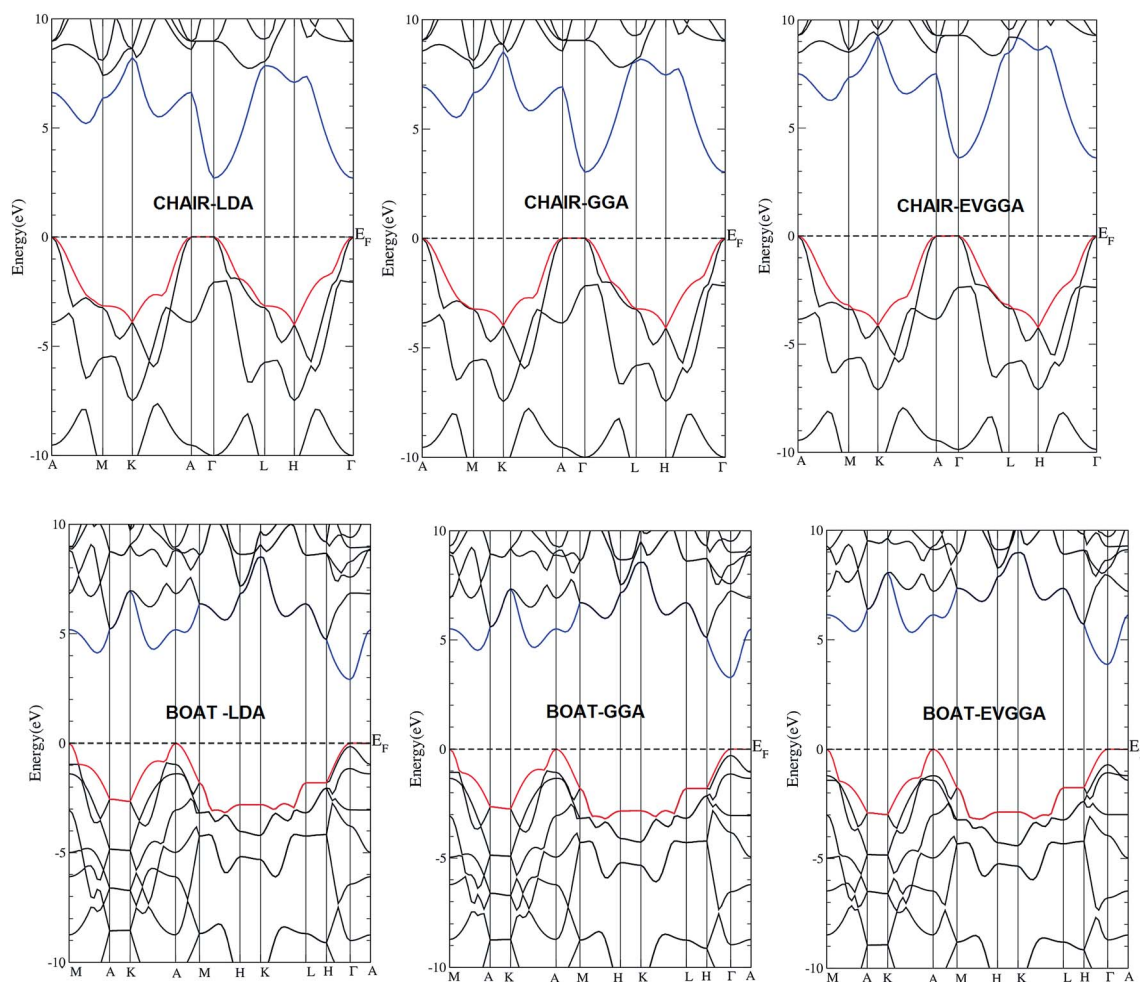 10
5
0
-5
-10
Energy(eV)
CHAIR-LDA
E_F
A M K A Γ L H Γ
10
5
0
-5
-10
Energy(eV)
CHAIR-GGA
E_F
A M K A Γ L H Γ
10
5
0
-5
-10
Energy(eV)
CHAIR-EVGGA
E_F
A M K A Γ L H Γ
10
5
0
-5
-10
Energy(eV)
BOAT -LDA
E_F
M A K A M H K L H Γ A
10
5
0
-5
-10
Energy(eV)
BOAT-GGA
E_F
M A K A M H K L H Γ A
10
5
0
-5
-10
Energy(eV)
BOAT-EVGGA
E
M A K A M H K L H Γ A